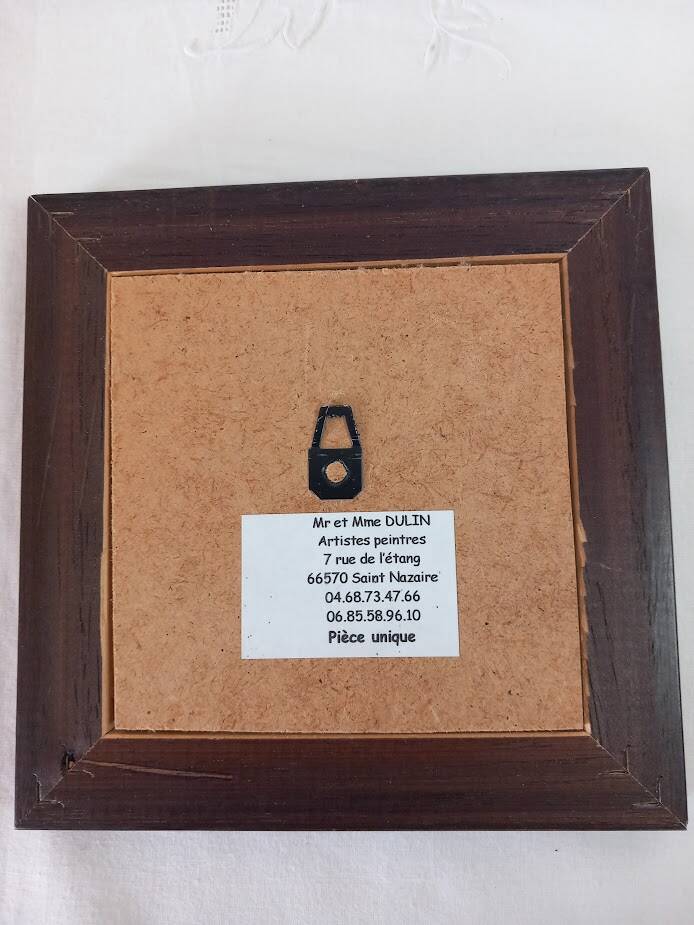 Mr et Mme DULIN
Artistes peintres
7 rue de l'étang
66570 Saint Nazaire
04.68.73.47.66
06.85.58.96.10
Pièce unique